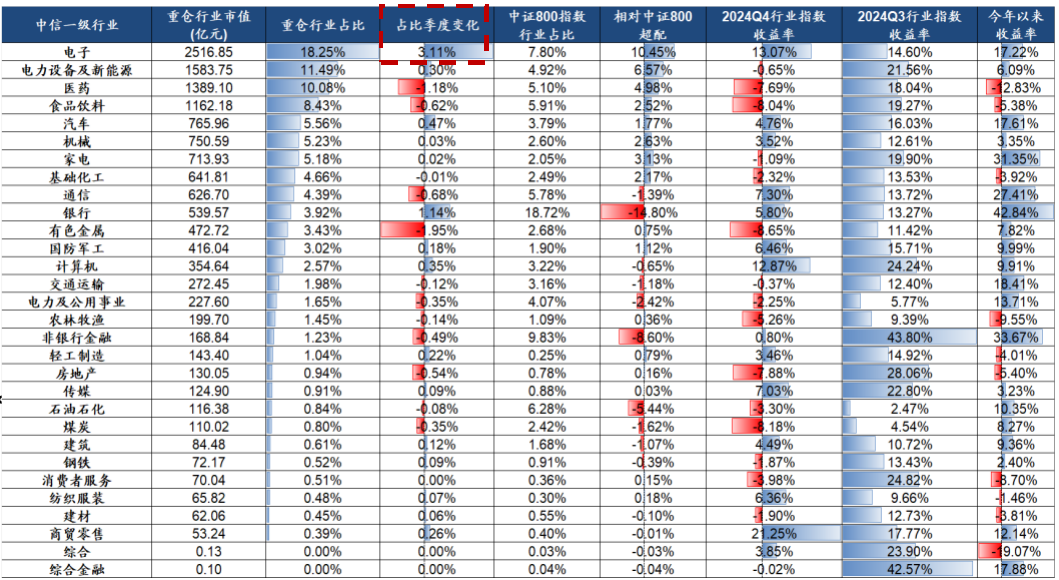 中信一级行业 重仓行业市值(亿元) 重仓行业占比 占比季度变化 中证800指数行业占比 相对中证800超配 2024Q4行业指数收益率 2024Q3行业指数收益率 今年以来收益率
电子 2516.85 18.25% 3.11% 7.80% 10.45% 13.07% 14.60% 17.22%
电力设备及新能源 1583.75 11.49% 0.30% 4.92% 6.57% -0.65% 21.56% 6.09%
医药 1389.10 10.08% -1.18% 5.10% 4.98% -7.69% 18.04% -12.83%
食品饮料 1162.18 8.43% -0.62% 5.91% 2.52% -8.04% 19.27% -5.38%
汽车 765.96 5.56% 0.47% 3.79% 1.77% 4.76% 16.03% 17.61%
机械 750.59 5.23% 0.03% 2.60% 2.63% 3.52% 12.61% 3.35%
家电 713.93 5.18% 0.02% 2.05% 3.13% -1.09% 19.90% 31.35%
基础化工 641.81 4.66% -0.01% 2.49% 2.17% -2.32% 13.53% -3.92%
通信 626.70 4.39% -0.68% 5.78% -1.39% 7.30% 13.72% 27.41%
银行 539.57 3.92% 1.14% 18.72% -14.80% 5.80% 13.27% 42.84%
有色金属 472.72 3.43% -1.95% 2.68% 0.75% -8.65% 11.42% 7.82%
国防军工 416.04 3.02% 0.18% 1.90% 1.12% 6.46% 15.71% 9.99%
计算机 354.64 2.57% 0.35% 3.22% -0.65% 12.87% 24.24% 9.91%
交通运输 272.45 1.98% -0.12% 3.16% -1.18% -0.37% 12.40% 18.41%
电力及公用事业 227.60 1.65% -0.35% 4.07% -2.42% -2.25% 5.77% 13.71%
农林牧渔 199.70 1.45% -0.14% 1.09% 0.36% -5.26% 9.39% -9.55%
非银行金融 168.84 1.23% -0.49% 9.83% -8.60% 0.80% 43.80% 33.67%
轻工制造 143.40 1.04% 0.22% 0.25% 0.79% 3.46% 14.92% -4.01%
房地产 130.05 0.94% -0.54% 0.78% 0.16% -7.88% 28.06% -5.40%
传媒 124.90 0.91% 0.09% 0.88% 0.03% 7.03% 22.80% 3.23%
石油石化 116.38 0.84% -0.08% 6.28% -5.44% -3.30% 2.47% 10.35%
煤炭 110.02 0.80% -0.35% 2.42% -1.62% -8.18% 4.54% 8.27%
建筑 84.48 0.61% 0.12% 1.68% -1.07% 4.49% 10.72% 9.36%
钢铁 72.17 0.52% 0.09% 0.91% -0.39% -1.87% 13.43% 2.40%
消费者服务 70.04 0.51% 0.00% 0.36% 0.15% -3.98% 24.82% -8.70%
纺织服装 65.82 0.48% 0.07% 0.30% 0.18% 6.36% 9.66% -1.46%
建材 62.06 0.45% 0.06% 0.55% -0.10% -1.90% 12.73% -3.81%
商贸零售 53.24 0.39% 0.26% 0.40% -0.01% 21.25% 17.77% 12.14%
综合 0.13 0.00% 0.00% 0.03% -0.03% 3.85% 23.90% -19.07%
综合金融 0.10 0.00% 0.00% 0.04% -0.04% -0.02% 42.57% 17.88%